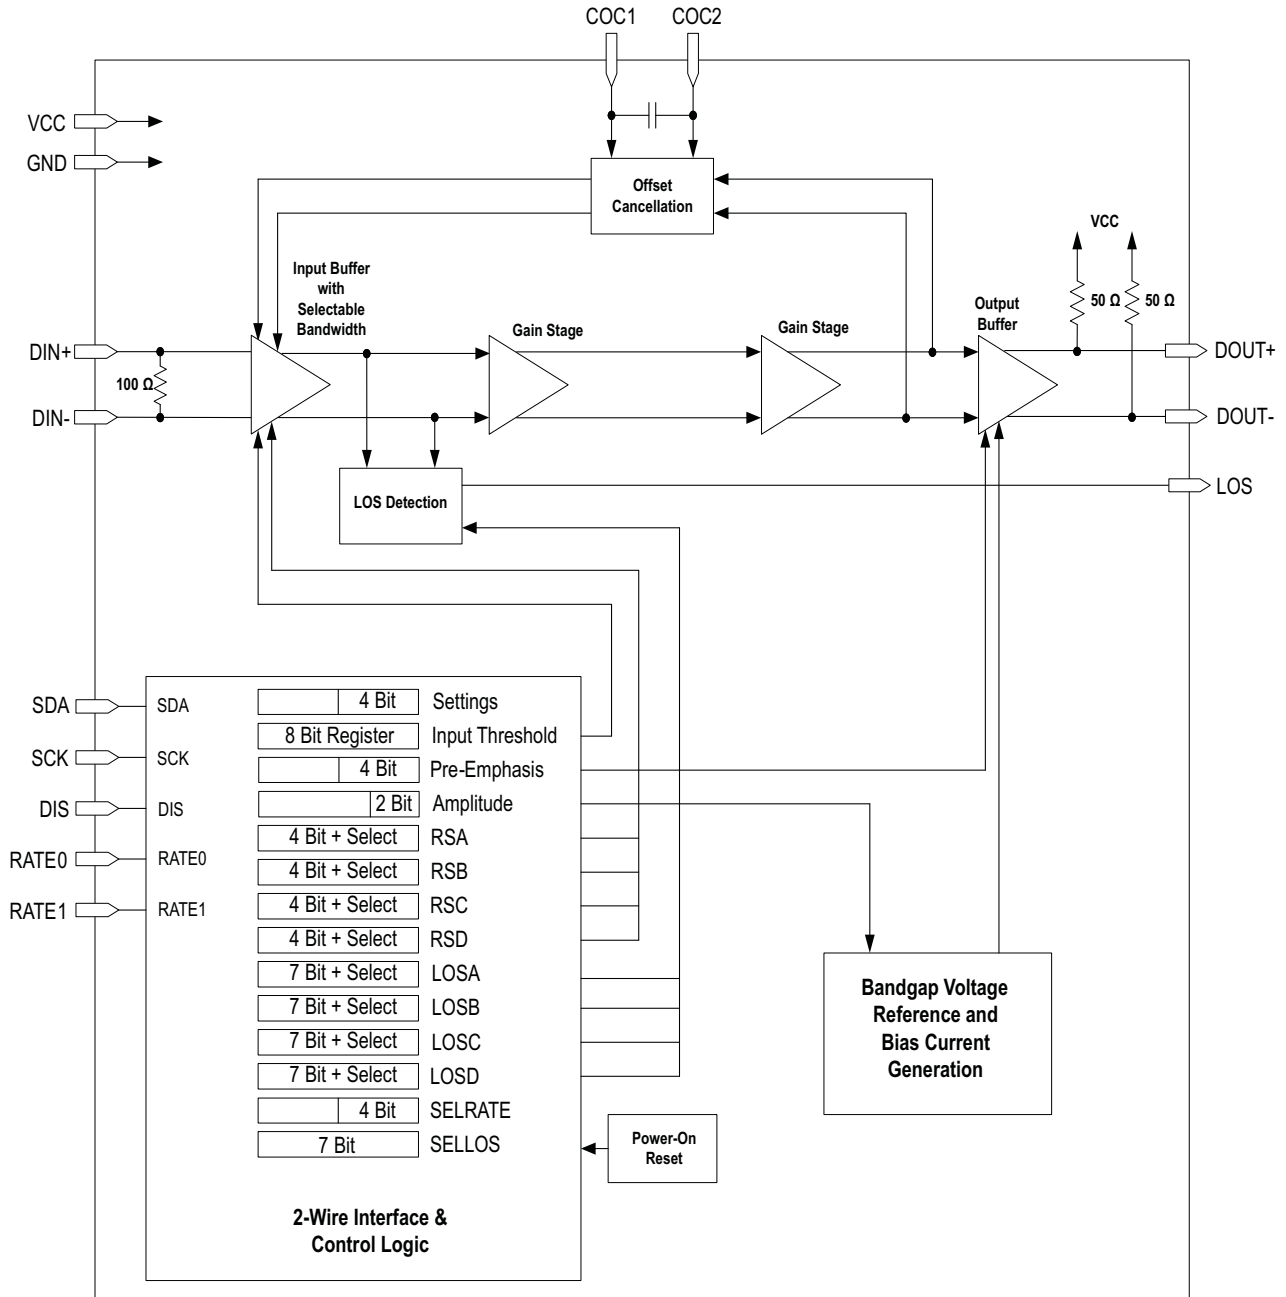 COC1 COC2
VCC
GND
Offset
Cancellation
VCC
Input Buffer
with
Selectable
Bandwidth
50 Ω 50 Ω
Output
Buffer
Gain Stage
Gain Stage
DIN+
DOUT+
100 Ω
DIN-
DOUT-
LOS Detection
LOS
SDA SDA
4 Bit Settings
8 Bit Register Input Threshold
SCK SCK
4 Bit Pre-Emphasis
2 Bit Amplitude
DIS DIS
4 Bit + Select RSA
RATE0 RATE0
4 Bit + Select RSB
4 Bit + Select RSC
RATE1 RATE1
4 Bit + Select RSD
7 Bit + Select LOSA
7 Bit + Select LOSB
7 Bit + Select LOSC
7 Bit + Select LOSD
4 Bit SELRATE
7 Bit SELLOS
Bandgap Voltage
Reference and
Bias Current
Generation
Power-On
Reset
2-Wire Interface &
Control Logic